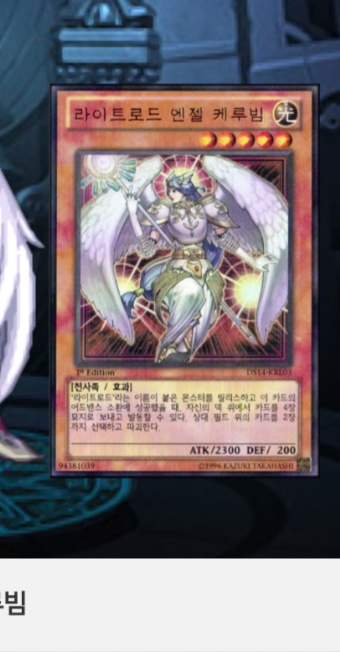 라이트로드 엔젤 케루빔
光
1st Edition
DS14-KRL03
[천사족 / 효과]
"라이트로드"라는 이름이 붙은 몬스터를 릴리스하고 이 카드의
어드밴스 소환에 성공했을 때, 자신의 덱 위에서 카드를 4장
묘지로 보내고 발동할 수 있다. 상대 필드 위의 카드를 2장
까지 선택하고 파괴한다.
ATK/2300 DEF/ 200
94381039
©1996 KAZUKI TAKAHASHI
루빔